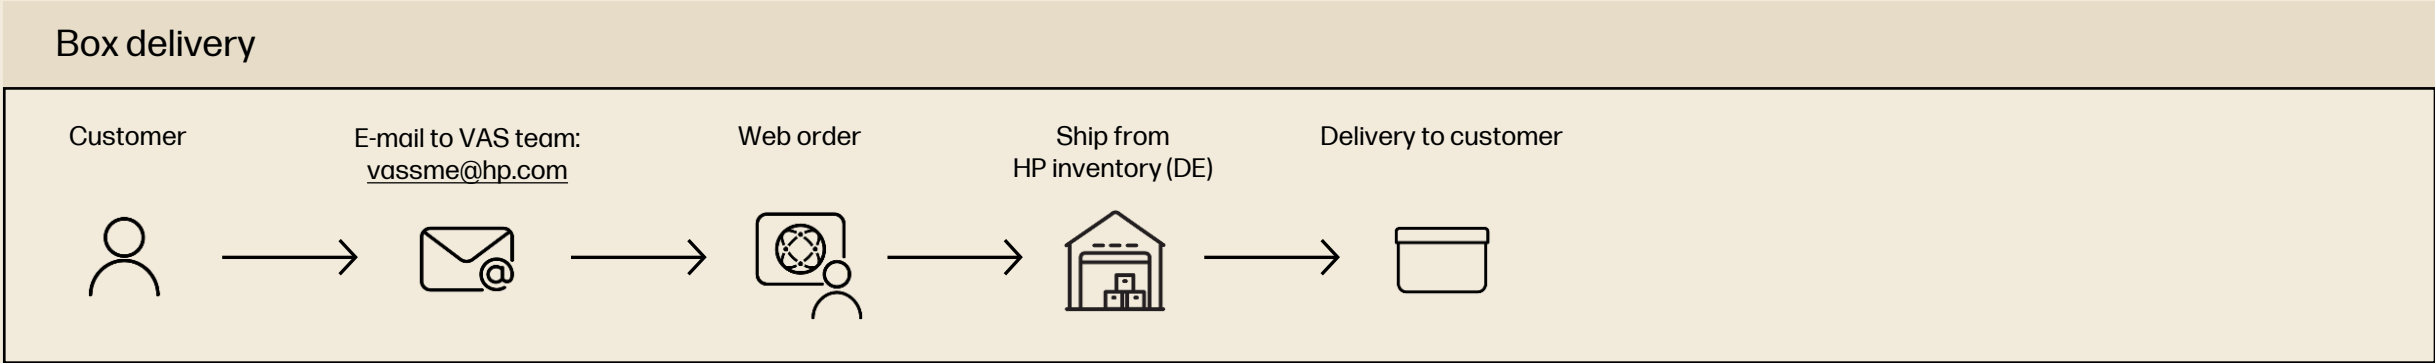 Box delivery
Customer
E-mail to VAS team:
vassme@hp.com
Web order
Ship from
HP inventory (DE)
Delivery to customer